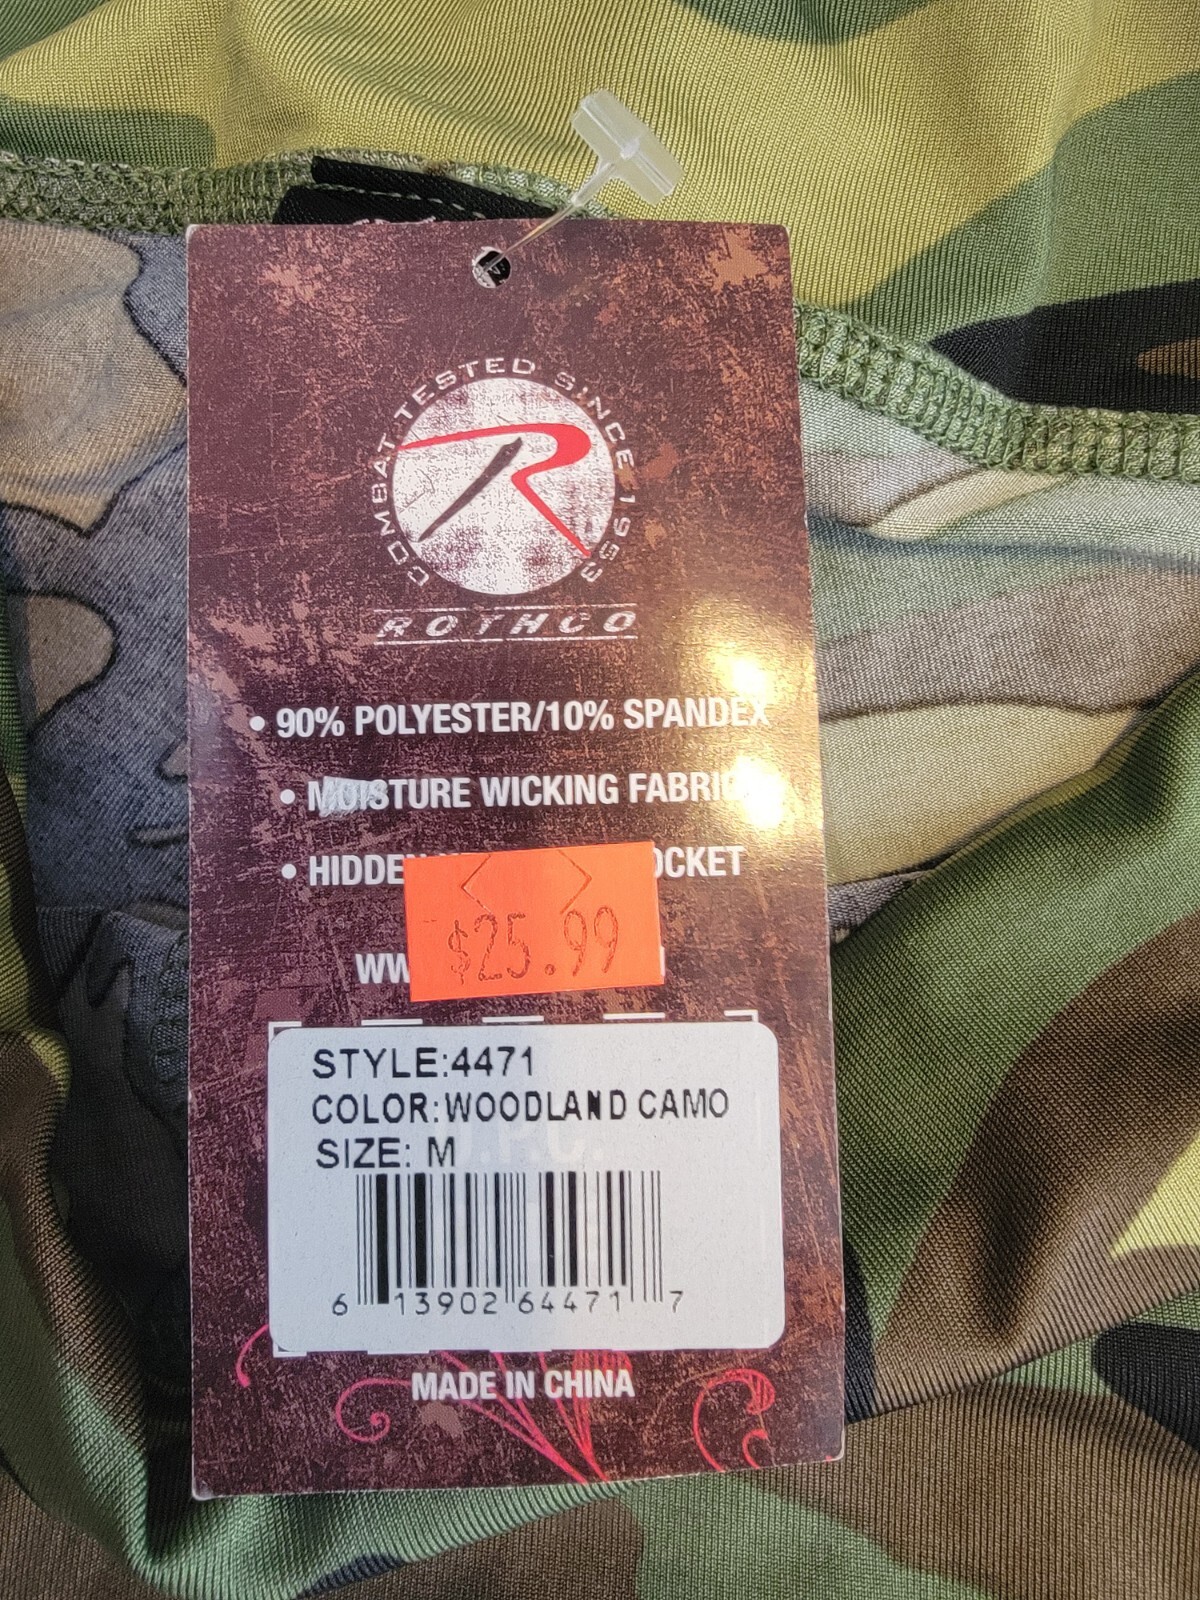 COMBAT TESTED SINCE 1953
R
ROTHCO
• 90% POLYESTER/10% SPANDEX
• MOISTURE WICKING FABRIC
• HIDDEN
$25.99
STYLE:4471
COLOR:WOODLAND CAMO
SIZE: M
U.P.C.
6 13902 64471 7
MADE IN CHINA